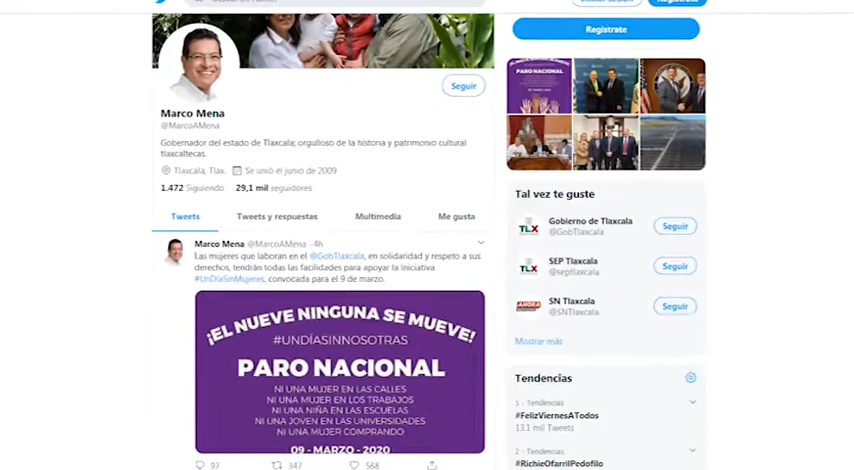 Regístrate
Seguir
Marco Mena
@MarcoAMena
Gobernador del estado de Tlaxcala; orgulloso de la historia y patrimonio cultural
tlaxcaltecas.
Tlaxcala, Tlax. Se unió el junio de 2009
1.472 Siguiendo 29,1 mil seguidores
Tweets Tweets y respuestas Multimedia Me gusta
Marco Mena @MarcoAMena · 4h
Las mujeres que laboran en el @GobTlaxcala, en solidaridad y respeto a sus
derechos, tendrán todas las facilidades para apoyar la iniciativa
#UnDíaSinMujeres, convocada para el 9 de marzo.
¡EL NUEVE NINGUNA SE MUEVE!
#UNDÍASINNOSOTRAS
PARO NACIONAL
NI UNA MUJER EN LAS CALLES
NI UNA MUJER EN LOS TRABAJOS
NI UNA NIÑA EN LAS ESCUELAS
NI UNA JOVEN EN LAS UNIVERSIDADES
NI UNA MUJER COMPRANDO
09 - MARZO - 2020
97 347 568
Regístrate
PARO NACIONAL
Tal vez te guste
TLX
Gobierno de Tlaxcala
@GobTlaxcala
Seguir
TLX
SEP Tlaxcala
@septlaxcala
Seguir
AHORA
SN Tlaxcala
@SNTlaxcala
Seguir
Mostrar más
Tendencias
1 · Tendencias
#FelizViernesATodos
13.1 mil Tweets
2 · Tendencias
#RichieOfarrilPedofilo